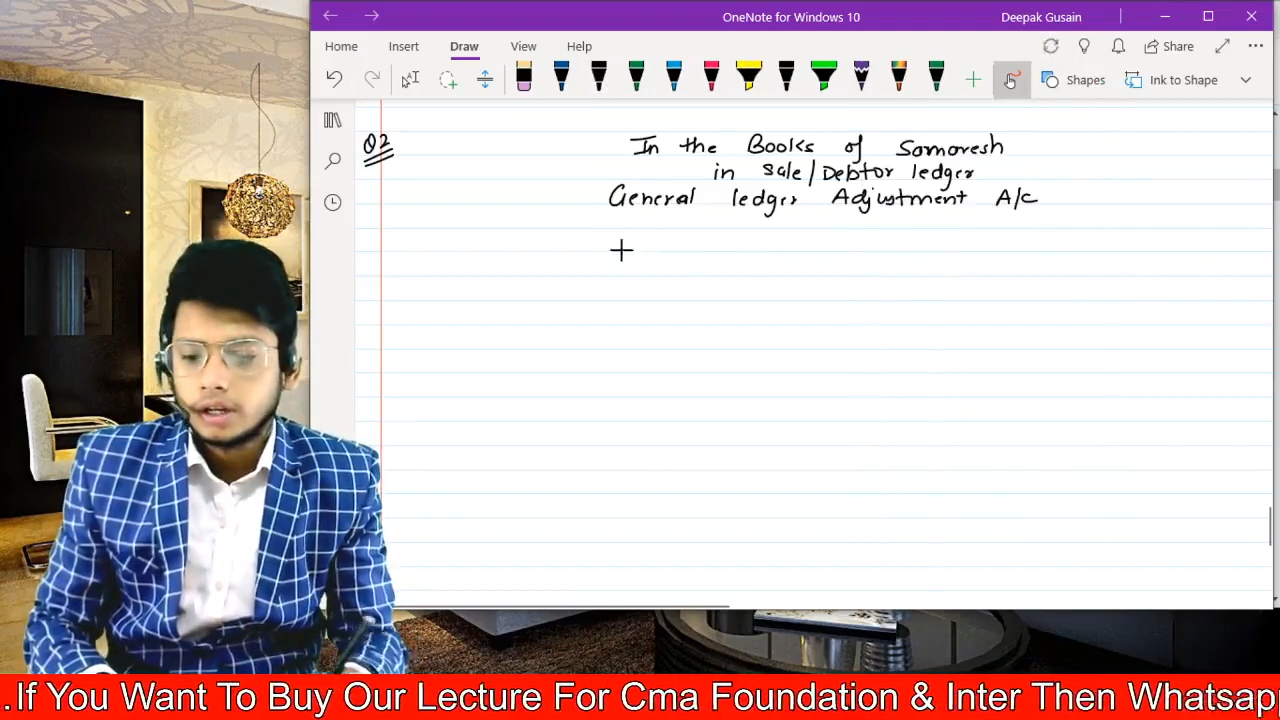 OneNote for Windows 10
Deepak Gusain
Home Insert Draw View Help
Share
Shapes
Ink to Shape
Q2
In the Books of Samaresh
in sale/Debtor ledger
General ledger Adjustment A/c
.If You Want To Buy Our Lecture For Cma Foundation & Inter Then Whatsapp